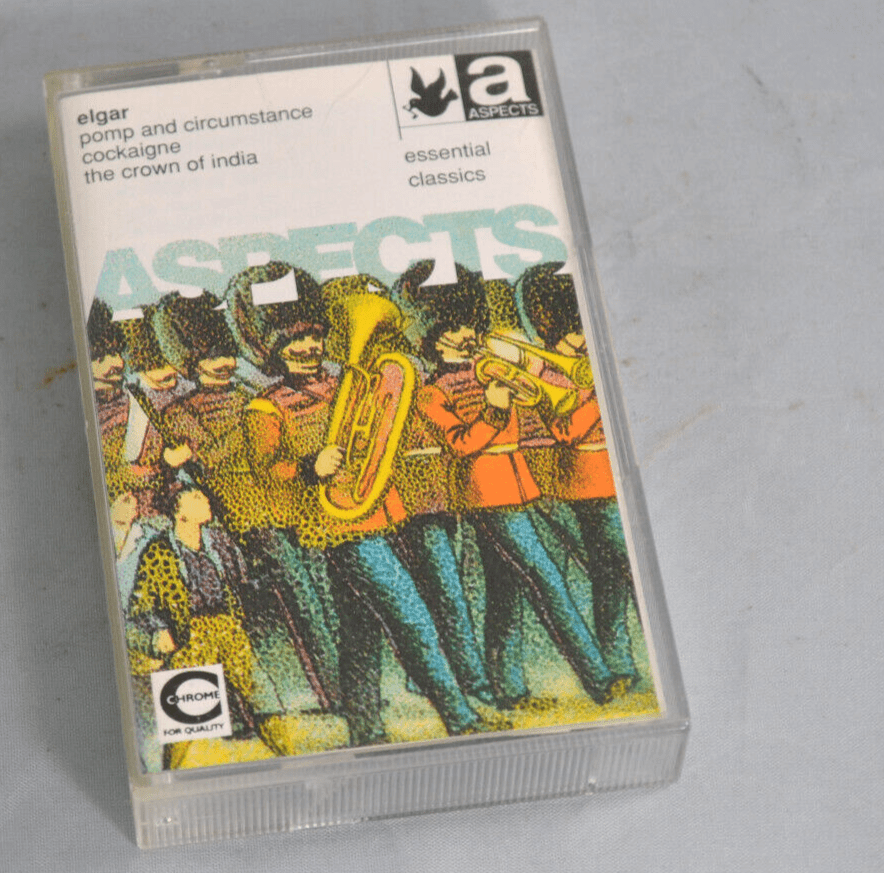 elgar
pomp and circumstance
cockaigne
the crown of india
a
ASPECTS
essential
classics
ASPECTS
CHROME
FOR QUALITY